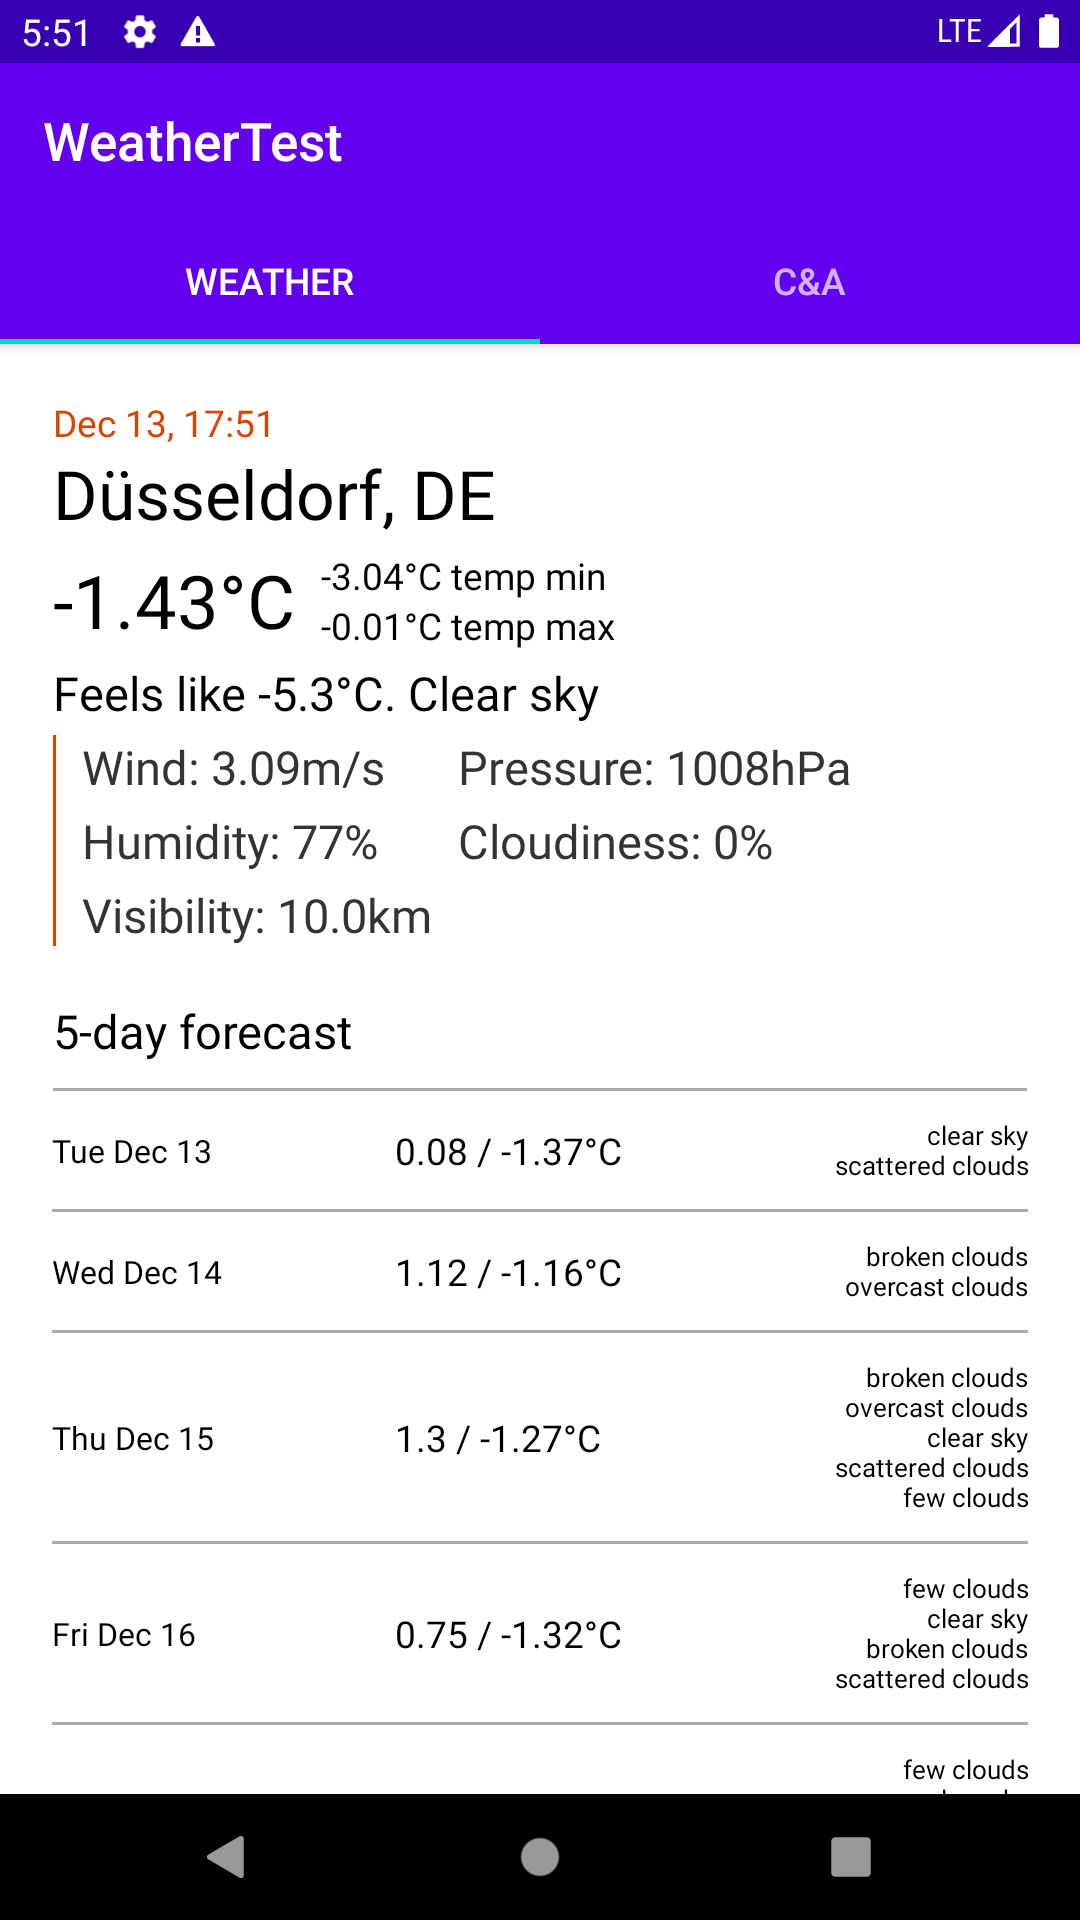 5:51 LTE
WeatherTest
WEATHER C&A
Dec 13, 17:51
Düsseldorf, DE
-1.43°C
-3.04°C temp min
-0.01°C temp max
Feels like -5.3°C. Clear sky
Wind: 3.09m/s Pressure: 1008hPa
Humidity: 77% Cloudiness: 0%
Visibility: 10.0km
5-day forecast
Tue Dec 13 0.08 / -1.37°C
clear sky
scattered clouds
Wed Dec 14 1.12 / -1.16°C
broken clouds
overcast clouds
Thu Dec 15 1.3 / -1.27°C
broken clouds
overcast clouds
clear sky
scattered clouds
few clouds
Fri Dec 16 0.75 / -1.32°C
few clouds
clear sky
broken clouds
scattered clouds
few clouds